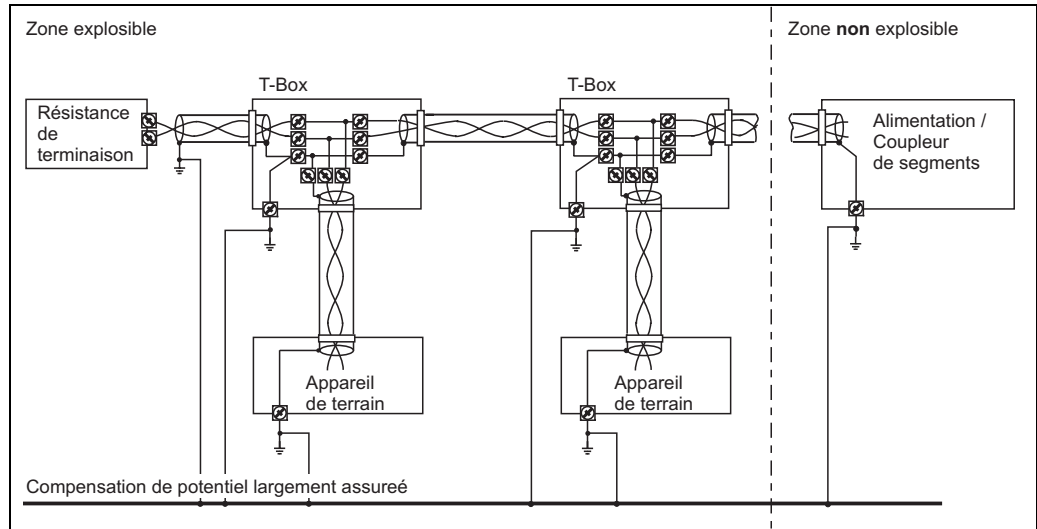 Zone explosible
Zone non explosible
T-Box
T-Box
Résistance
de
terminaison
Alimentation /
Coupleur
de segments
Appareil
de terrain
Appareil
de terrain
Compensation de potentiel largement assureé